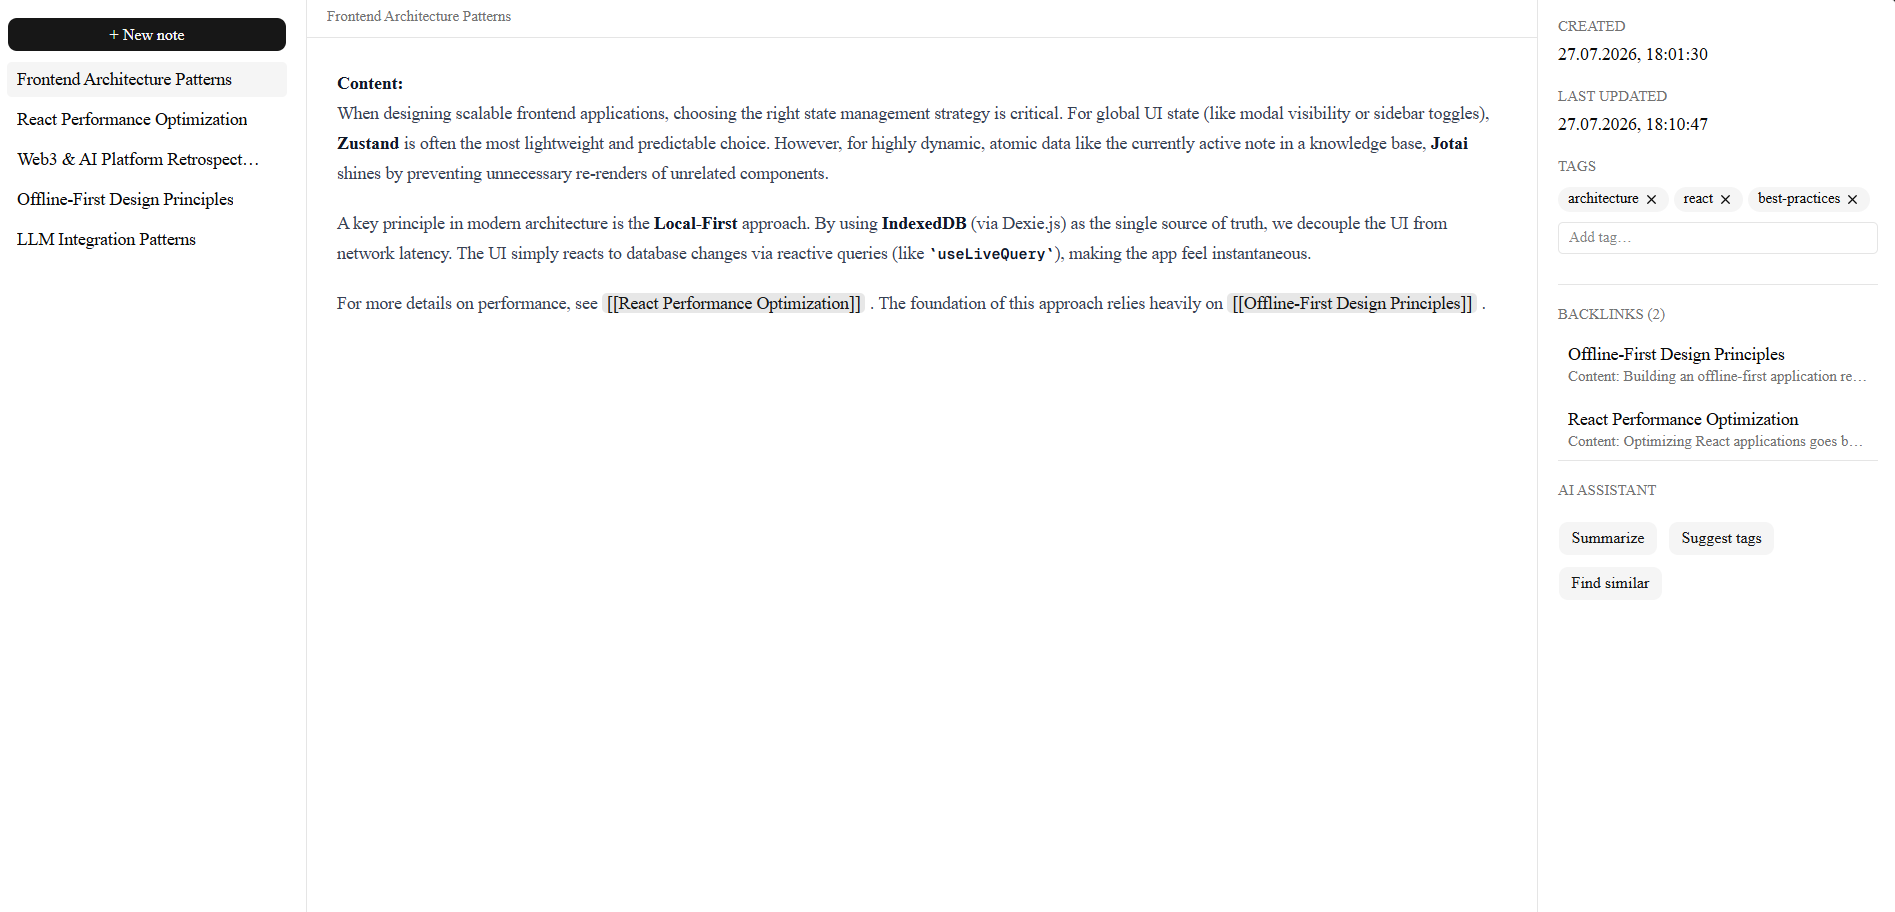 + New note
Frontend Architecture Patterns
React Performance Optimization
Web3 & AI Platform Retrospect…
Offline-First Design Principles
LLM Integration Patterns
Frontend Architecture Patterns
Content:
When designing scalable frontend applications, choosing the right state management strategy is critical. For global UI state (like modal visibility or sidebar toggles),
Zustand is often the most lightweight and predictable choice. However, for highly dynamic, atomic data like the currently active note in a knowledge base, Jotai
shines by preventing unnecessary re-renders of unrelated components.
A key principle in modern architecture is the Local-First approach. By using IndexedDB (via Dexie.js) as the single source of truth, we decouple the UI from
network latency. The UI simply reacts to database changes via reactive queries (like `useLiveQuery`), making the app feel instantaneous.
For more details on performance, see [[React Performance Optimization]] . The foundation of this approach relies heavily on [[Offline-First Design Principles]] .
CREATED
27.07.2026, 18:01:30
LAST UPDATED
27.07.2026, 18:10:47
TAGS
architecture × react × best-practices ×
Add tag…
BACKLINKS (2)
Offline-First Design Principles
Content: Building an offline-first application re…
React Performance Optimization
Content: Optimizing React applications goes b…
AI ASSISTANT
Summarize Suggest tags
Find similar